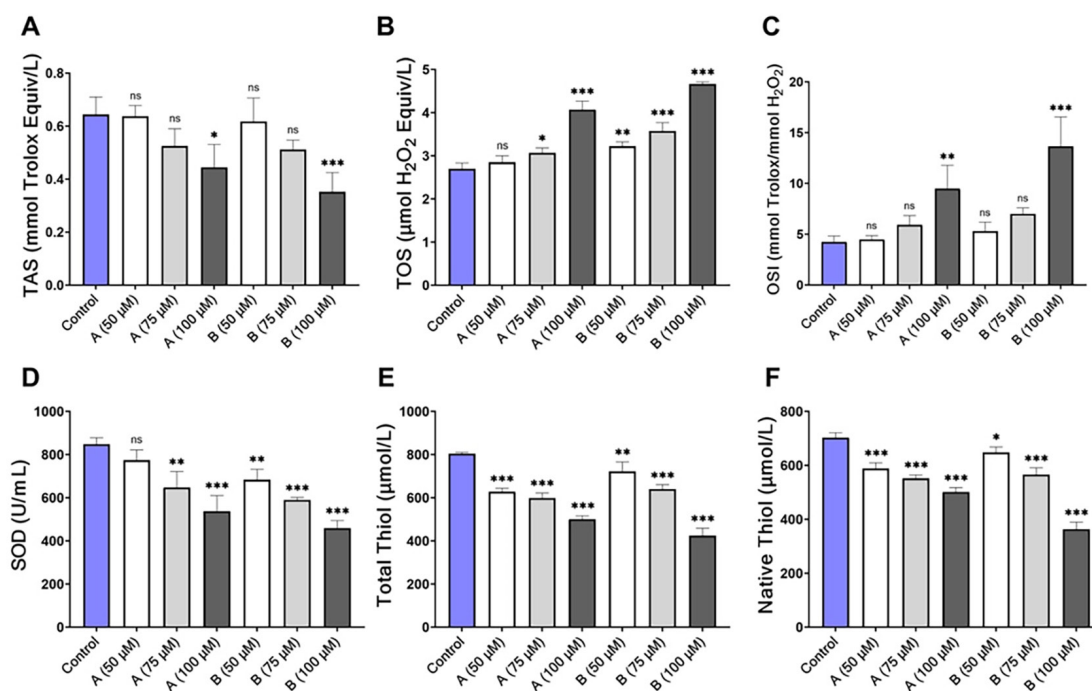 A
TAS (mmol Trolox Equiv/L)
0.8
0.6
0.4
0.2
0.0
ns
ns
*
ns
ns
***
Control
A (50 µM)
A (75 µM)
A (100 µM)
B (50 µM)
B (75 µM)
B (100 µM)
B
TOS (µmol H₂O₂ Equiv/L)
5
4
3
2
1
0
ns
*
***
**
***
***
Control
A (50 µM)
A (75 µM)
A (100 µM)
B (50 µM)
B (75 µM)
B (100 µM)
C
OSI (mmol Trolox/mmol H₂O₂)
20
15
10
5
0
ns
ns
**
ns
ns
***
Control
A (50 µM)
A (75 µM)
A (100 µM)
B (50 µM)
B (75 µM)
B (100 µM)
D
SOD (U/mL)
1000
800
600
400
200
0
ns
**
***
**
***
***
Control
A (50 µM)
A (75 µM)
A (100 µM)
B (50 µM)
B (75 µM)
B (100 µM)
E
Total Thiol (µmol/L)
1000
800
600
400
200
0
***
***
***
**
***
***
Control
A (50 µM)
A (75 µM)
A (100 µM)
B (50 µM)
B (75 µM)
B (100 µM)
F
Native Thiol (µmol/L)
800
600
400
200
0
***
***
***
*
***
***
Control
A (50 µM)
A (75 µM)
A (100 µM)
B (50 µM)
B (75 µM)
B (100 µM)